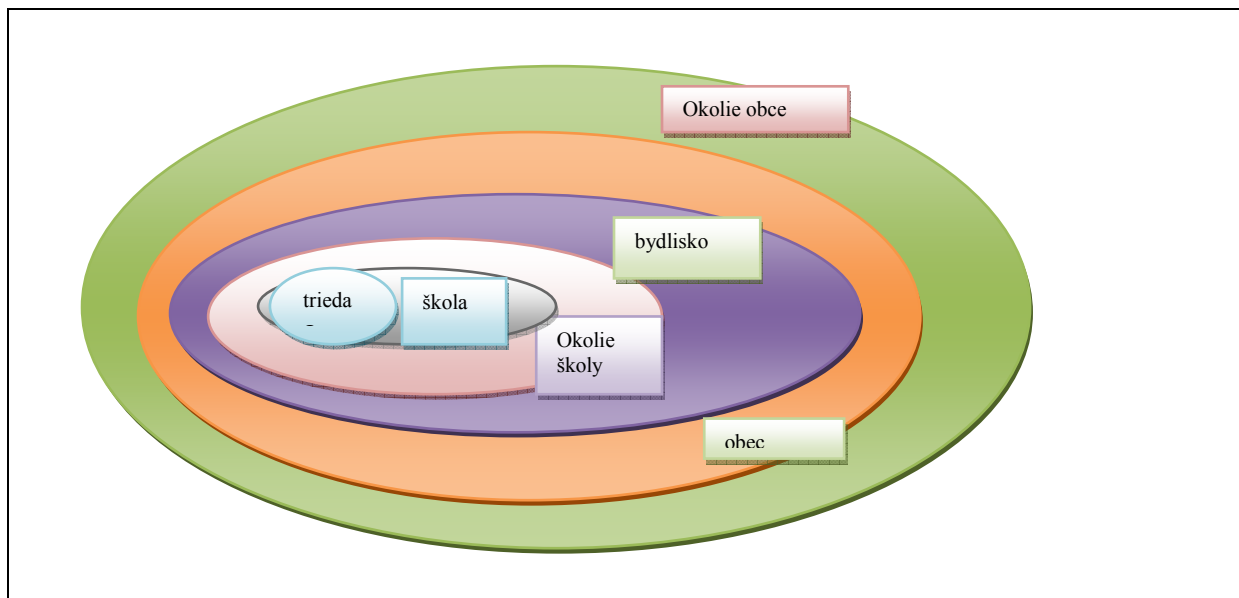 Okolie obce
bydlisko
trieda
škola
Okolie
školy
obec